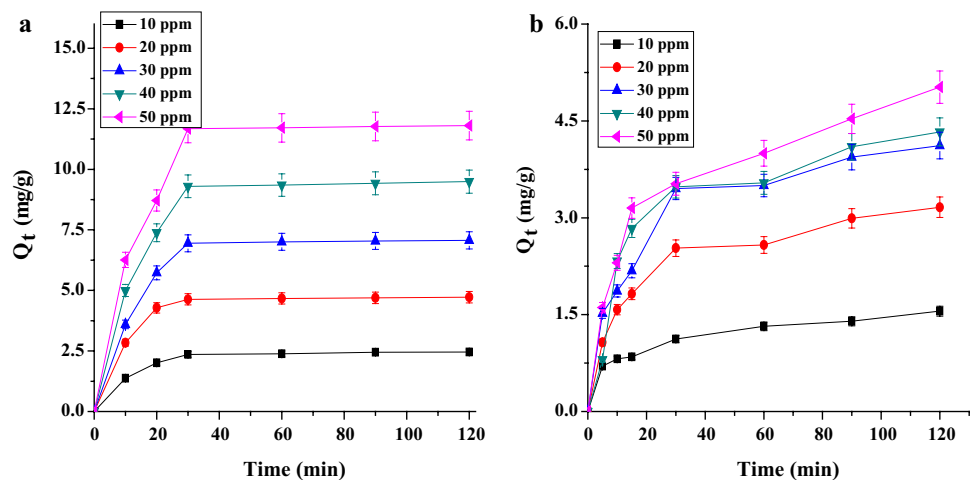 a
10 ppm
20 ppm
30 ppm
40 ppm
50 ppm
15.0
12.5
10.0
7.5
5.0
2.5
0.0
Qt (mg/g)
0 20 40 60 80 100 120
Time (min)
b
10 ppm
20 ppm
30 ppm
40 ppm
50 ppm
6.0
4.5
3.0
1.5
0.0
Qt (mg/g)
0 20 40 60 80 100 120
Time (min)